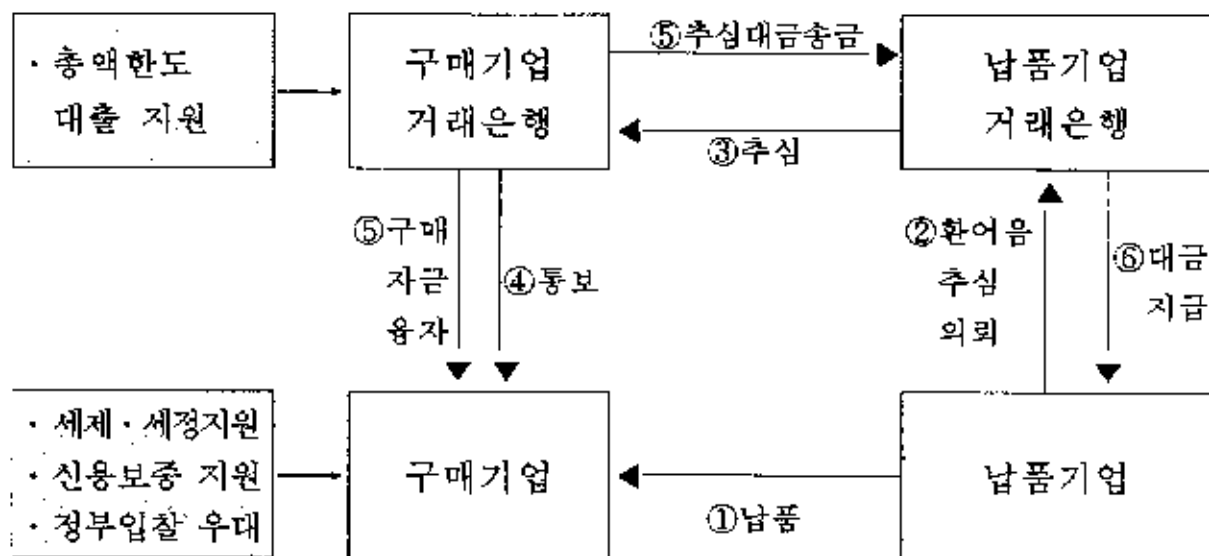 · 총액한도
대출 지원
구매기업
거래은행
⑤추심대금송금
③추심
납품기업
거래은행
⑤구매
자금
융자
④통보
②환어음
추심
의뢰
⑥대금
지급
· 세제 · 세정지원
· 신용보증 지원
· 정부입찰 우대
구매기업
①납품
납품기업